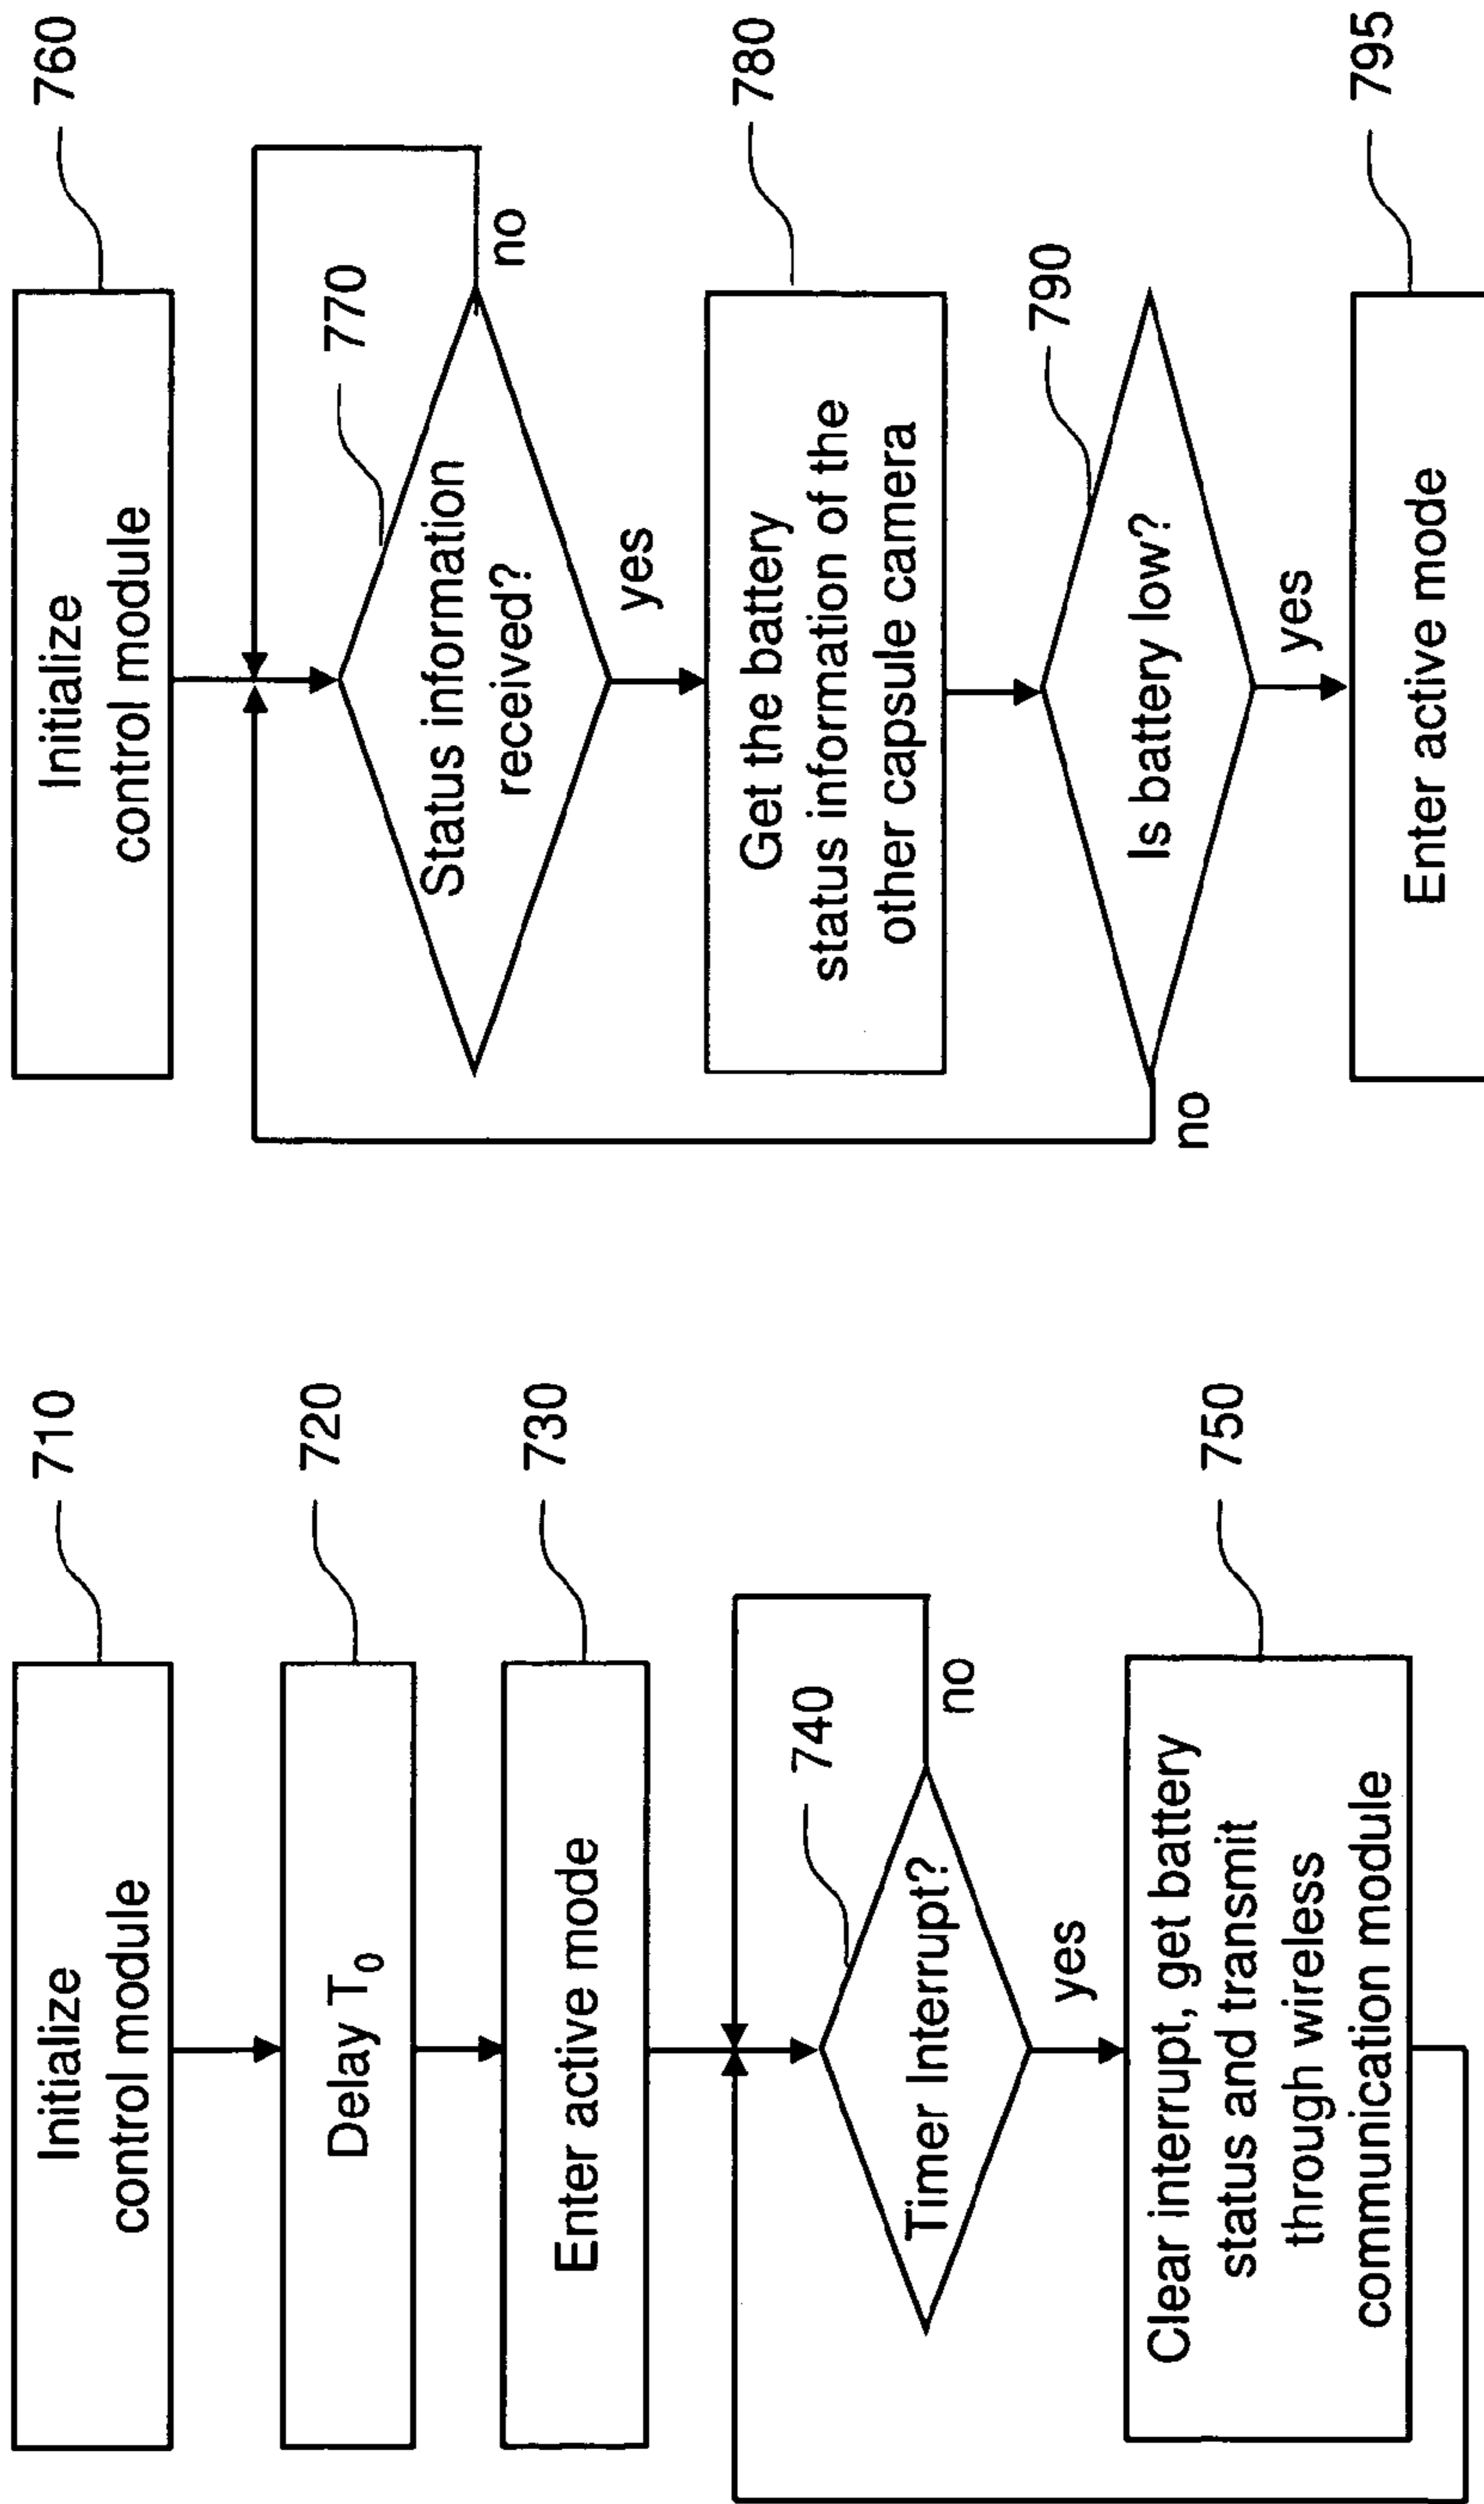 710
Initialize
control module
720
Delay T₀
730
Enter active mode
740
Timer Interrupt?
no
yes
750
Clear interrupt, get battery
status and transmit
through wireless
communication module
760
Initialize
control module
770
Status information
received?
no
yes
780
Get the battery
status information of the
other capsule camera
790
Is battery low?
no
yes
795
Enter active mode